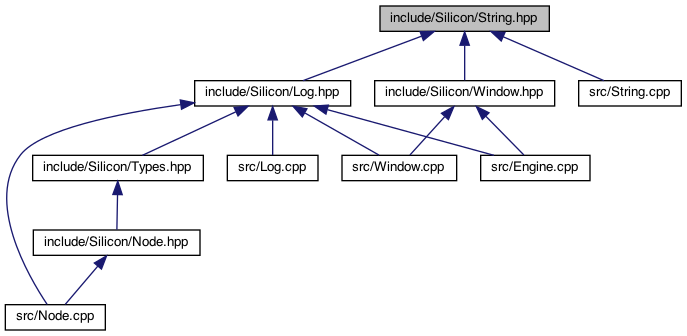 include/Silicon/String.hpp
include/Silicon/Log.hpp
include/Silicon/Window.hpp
src/String.cpp
include/Silicon/Types.hpp
src/Log.cpp
src/Window.cpp
src/Engine.cpp
include/Silicon/Node.hpp
src/Node.cpp